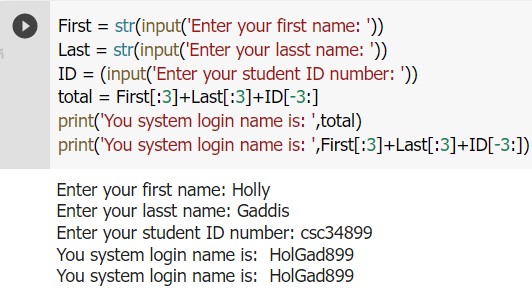 First = str(input('Enter your first name: '))
Last = str(input('Enter your lasst name: '))
ID = (input('Enter your student ID number: '))
total = First[:3]+Last[:3]+ID[-3:]
print('You system login name is: ',total)
print('You system login name is: ',First[:3]+Last[:3]+ID[-3:])
Enter your first name: Holly
Enter your lasst name: Gaddis
Enter your student ID number: csc34899
You system login name is:  HolGad899
You system login name is:  HolGad899